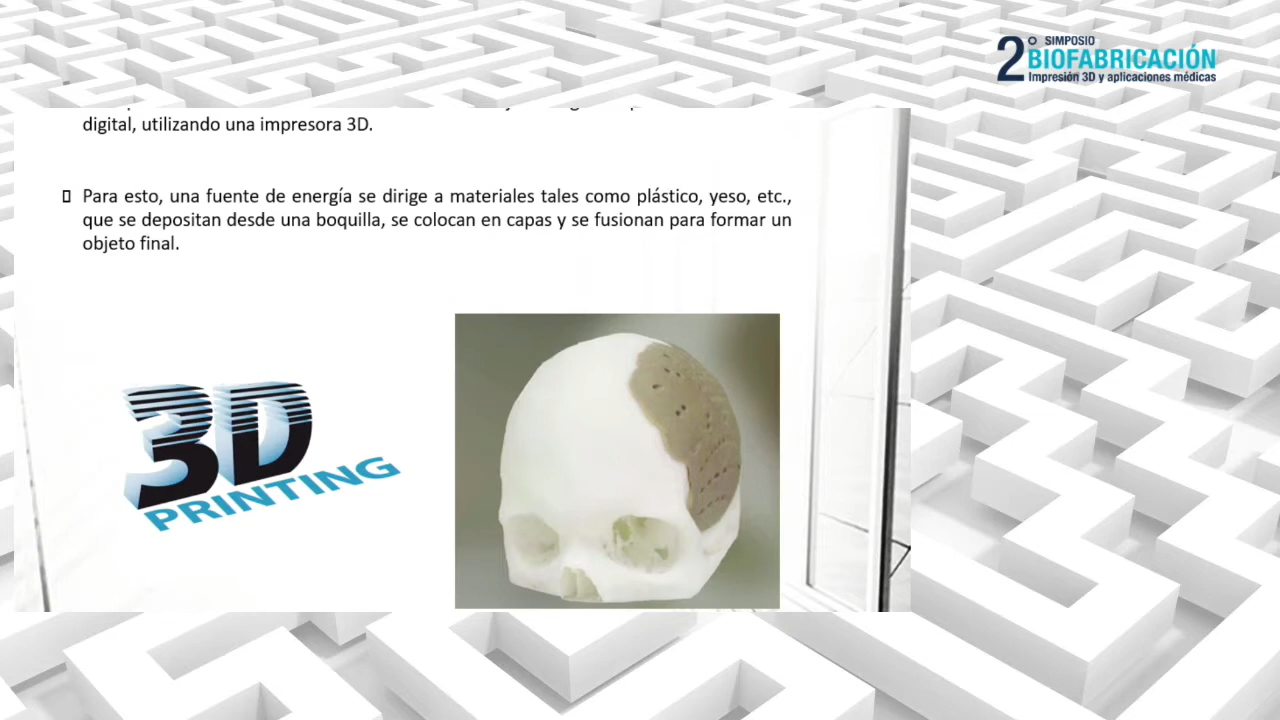 2° SIMPOSIO
BIOFABRICACIÓN
Impresión 3D y aplicaciones médicas
digital, utilizando una impresora 3D.
Para esto, una fuente de energía se dirige a materiales tales como plástico, yeso, etc.,
que se depositan desde una boquilla, se colocan en capas y se fusionan para formar un
objeto final.
3D
PRINTING